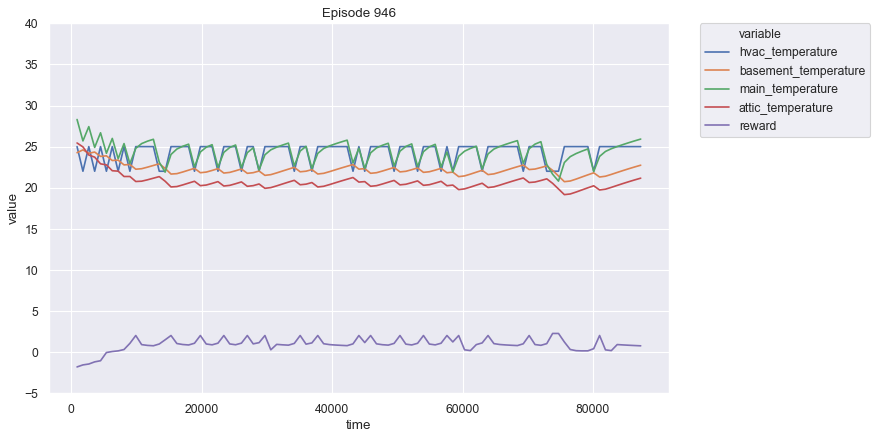 Episode 946
variable
hvac_temperature
basement_temperature
main_temperature
attic_temperature
reward
40
35
30
25
20
15
10
5
0
−5
value
0 20000 40000 60000 80000
time